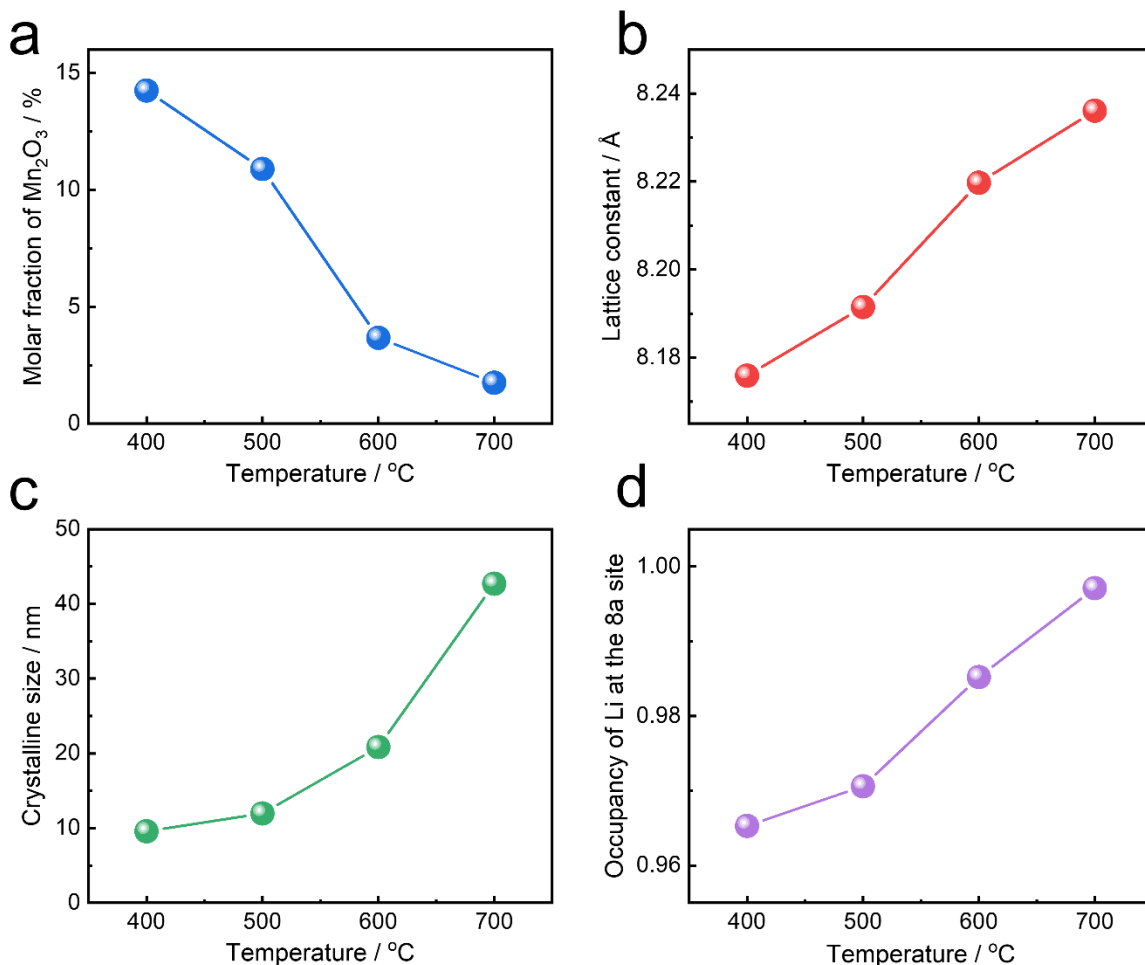 a
Molar fraction of Mn₂O₃ / %
15
10
5
0
400 500 600 700
Temperature / °C
b
Lattice constant / Å
8.24
8.22
8.20
8.18
400 500 600 700
Temperature / °C
c
Crystalline size / nm
50
40
30
20
10
0
400 500 600 700
Temperature / °C
d
Occupancy of Li at the 8a site
1.00
0.98
0.96
400 500 600 700
Temperature / °C